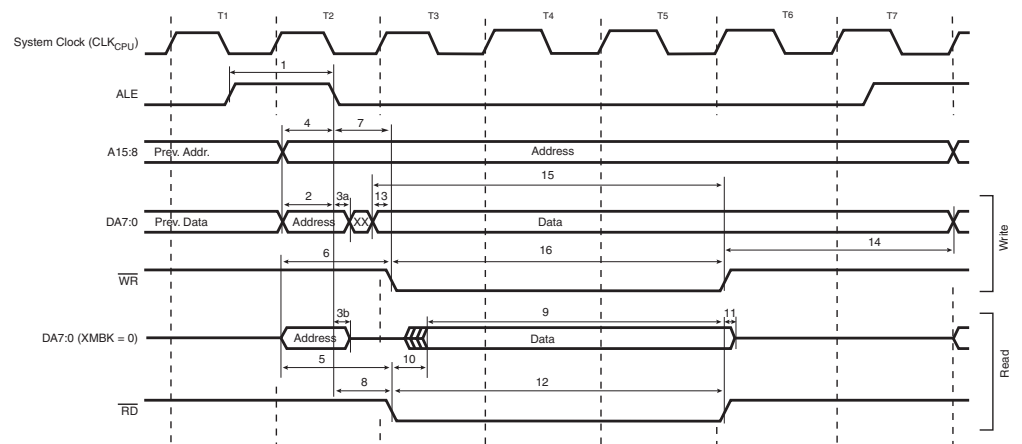 T1 T2 T3 T4 T5 T6 T7
System Clock (CLKCPU)
1
ALE
4 7
A15:8 Prev. Addr. Address
15
2 3a 13
DA7:0 Prev. Data Address XX Data
14
6 16
WR
Write
3b 9 11
DA7:0 (XMBK = 0) Address Data
5 10
8 12
RD
Read